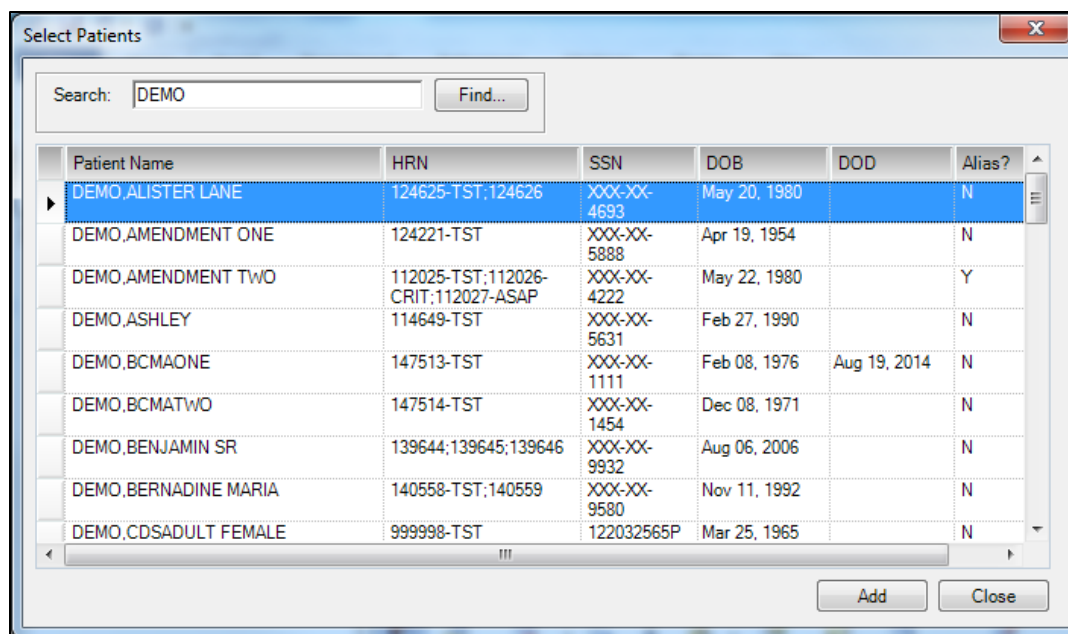 Select Patients
Search: DEMO Find...
Patient Name HRN SSN DOB DOD Alias?
DEMO,ALISTER LANE 124625-TST;124626 XXX-XX- May 20, 1980 N
4693
DEMO,AMENDMENT ONE 124221-TST XXX-XX- Apr 19, 1954 N
5888
DEMO,AMENDMENT TWO 112025-TST;112026- XXX-XX- May 22, 1980 Y
CRIT;112027-ASAP 4222
DEMO,ASHLEY 114649-TST XXX-XX- Feb 27, 1990 N
5631
DEMO,BCMAONE 147513-TST XXX-XX- Feb 08, 1976 Aug 19, 2014 N
1111
DEMO,BCMATWO 147514-TST XXX-XX- Dec 08, 1971 N
1454
DEMO,BENJAMIN SR 139644;139645;139646 XXX-XX- Aug 06, 2006 N
9932
DEMO,BERNADINE MARIA 140558-TST;140559 XXX-XX- Nov 11, 1992 N
9580
DEMO,CDSADULT FEMALE 999998-TST 122032565P Mar 25, 1965 N
Add Close